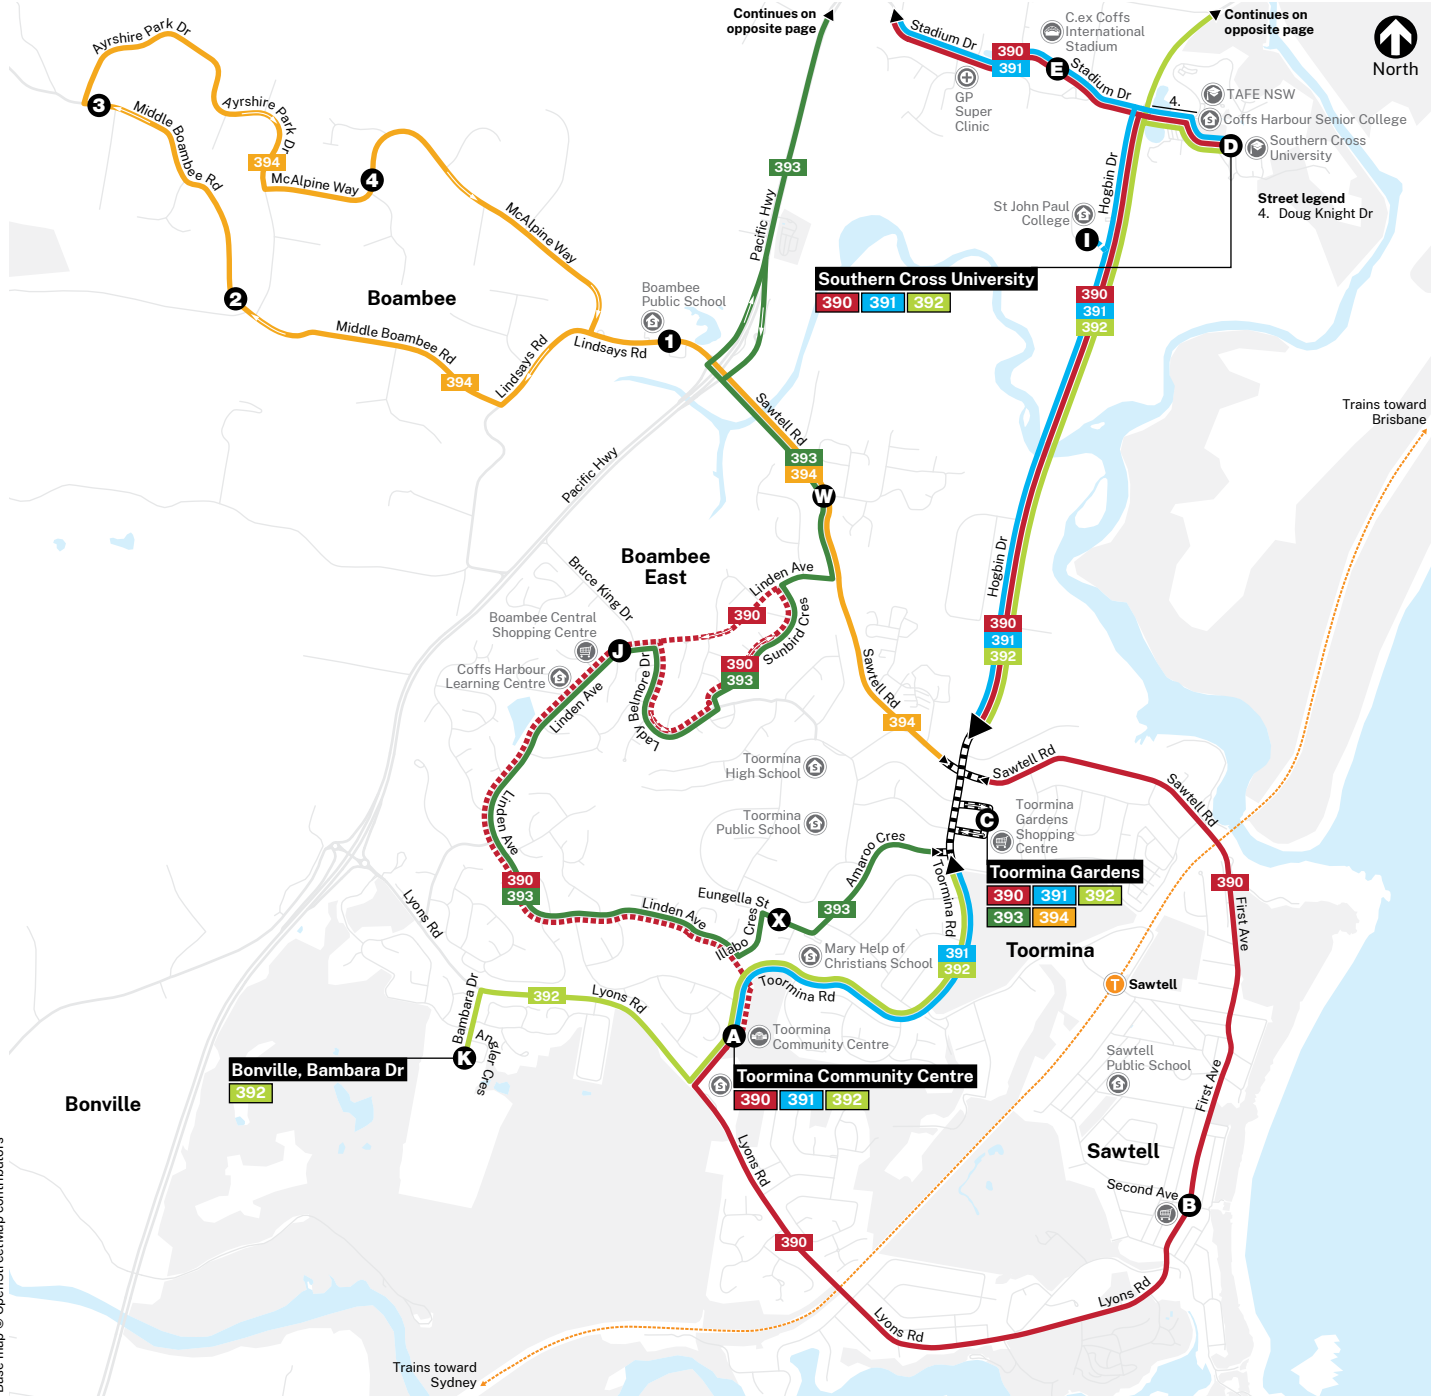 Continues on
opposite page
Continues on
opposite page
North
Stadium Dr
390
391
C.ex Coffs
International
Stadium
E
Stadium Dr
GP
Super
Clinic
4.
TAFE NSW
Coffs Harbour Senior College
D
Southern Cross
University
Street legend
4. Doug Knight Dr
Hogbin Dr
St John Paul
College
I
Southern Cross University
390 391 392
390
391
392
Ayrshire Park Dr
3
Middle Boambee Rd
Ayrshire Park Dr
394
McAlpine Way
4
McAlpine Way
2
Boambee
Middle Boambee Rd
394
Lindsays Rd
Lindsays Rd
Boambee
Public School
1
393
Pacific Hwy
Sawtell Rd
393
394
W
Pacific Hwy
Trains toward
Brisbane
Boambee
East
Bruce King Dr
Linden Ave
390
Sunbird Cres
390
393
Boambee Central
Shopping Centre
J
Coffs Harbour
Learning Centre
Linden Ave
Lady Belmore Dr
Hogbin Dr
390
391
392
Sawtell Rd
394
Toormina
High School
Toormina
Public School
Sawtell Rd
Sawtell Rd
C
Toormina
Gardens
Shopping
Centre
Toormina Gardens
390 391 392
393 394
Toormina
Linden Ave
390
393
Linden Ave
Lyons Rd
Eungella St
Illabo Cres
X
393
Amaroo Cres
Toormina Rd
Mary Help of
Christians School
391
392
Toormina Rd
390
First Ave
T
Sawtell
Bambara Dr
392
Lyons Rd
Angler Cres
K
Bonville, Bambara Dr
392
Bonville
A
Toormina
Community Centre
Toormina Community Centre
390 391 392
Sawtell
Public School
First Ave
Sawtell
Second Ave
B
Lyons Rd
390
Lyons Rd
Lyons Rd
Trains toward
Sydney
Base map © OpenStreetMap contributors